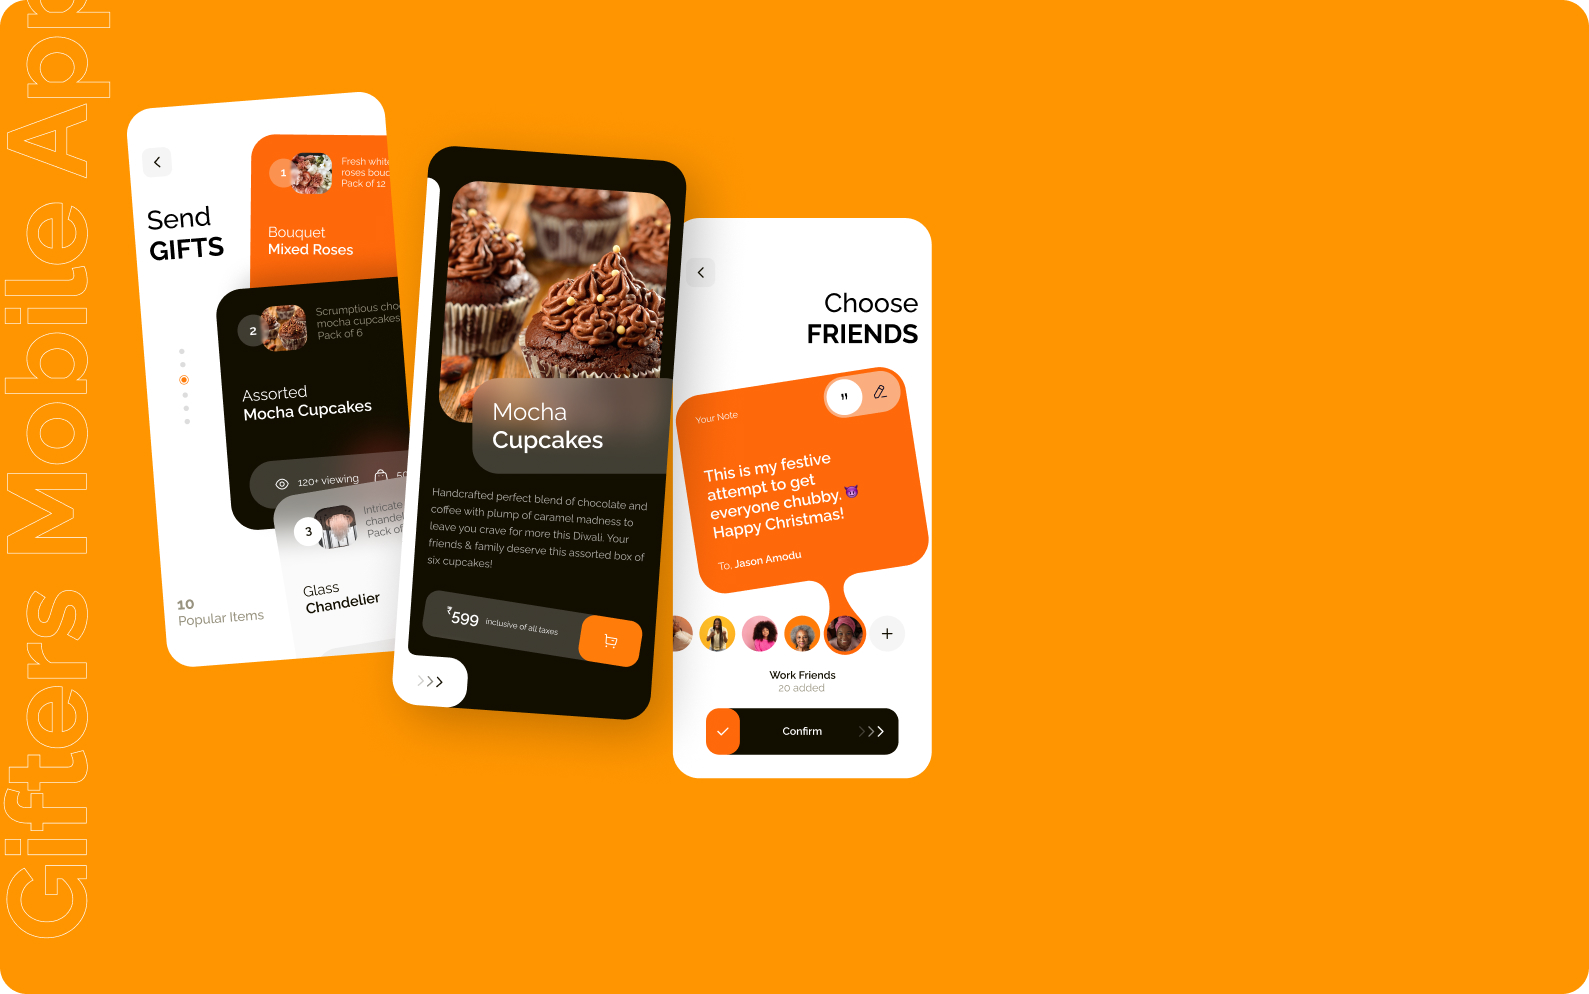 Gifters Mobile App
Send
GIFTS
1
Fresh white
roses bouq
Pack of 12
Bouquet
Mixed Roses
2
Scrumptious cho
mocha cupcakes
Pack of 6
Assorted
Mocha Cupcakes
120+ viewing
50
3
Intricate
chandel
Pack of
Glass
Chandelier
10
Popular Items
Mocha
Cupcakes
Handcrafted perfect blend of chocolate and
coffee with plump of caramel madness to
leave you crave for more this Diwali. Your
friends & family deserve this assorted box of
six cupcakes!
₹599 inclusive of all taxes
Choose
FRIENDS
Your Note
"
This is my festive
attempt to get
everyone chubby. 😈
Happy Christmas!
To, Jason Amodu
+
Work Friends
20 added
Confirm